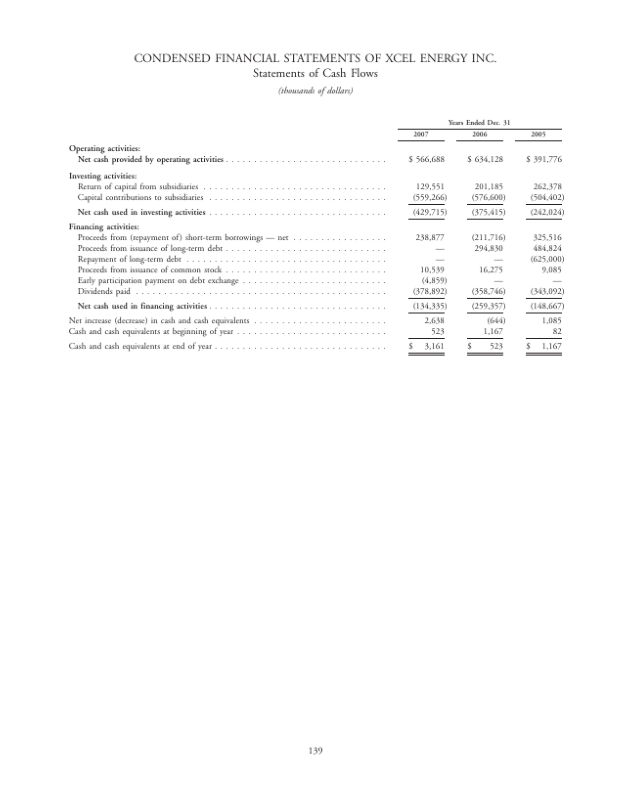 CONDENSED FINANCIAL STATEMENTS OF XCEL ENERGY INC.
Statements of Cash Flows
(thousands of dollars)
Years Ended Dec. 31
2007 2006 2005
Operating activities:
Net cash provided by operating activities . . . . . . . . . . . . . . . . . . . . . . . . . . . . $ 566,688 $ 634,128 $ 391,776
Investing activities:
Return of capital from subsidiaries . . . . . . . . . . . . . . . . . . . . . . . . . . . . . . . . 129,551 201,185 262,378
Capital contributions to subsidiaries . . . . . . . . . . . . . . . . . . . . . . . . . . . . . . . (559,266) (576,600) (504,402)
Net cash used in investing activities . . . . . . . . . . . . . . . . . . . . . . . . . . . . . . . (429,715) (375,415) (242,024)
Financing activities:
Proceeds from (repayment of) short-term borrowings — net . . . . . . . . . . . . . . . . 238,877 (211,716) 325,516
Proceeds from issuance of long-term debt . . . . . . . . . . . . . . . . . . . . . . . . . . . . — 294,830 484,824
Repayment of long-term debt . . . . . . . . . . . . . . . . . . . . . . . . . . . . . . . . . . . — — (625,000)
Proceeds from issuance of common stock . . . . . . . . . . . . . . . . . . . . . . . . . . . . 10,539 16,275 9,085
Early participation payment on debt exchange . . . . . . . . . . . . . . . . . . . . . . . . . (4,859) — —
Dividends paid . . . . . . . . . . . . . . . . . . . . . . . . . . . . . . . . . . . . . . . . . . . . (378,892) (358,746) (343,092)
Net cash used in financing activities . . . . . . . . . . . . . . . . . . . . . . . . . . . . . . . (134,335) (259,357) (148,667)
Net increase (decrease) in cash and cash equivalents . . . . . . . . . . . . . . . . . . . . . . . 2,638 (644) 1,085
Cash and cash equivalents at beginning of year . . . . . . . . . . . . . . . . . . . . . . . . . . 523 1,167 82
Cash and cash equivalents at end of year . . . . . . . . . . . . . . . . . . . . . . . . . . . . . . $ 3,161 $ 523 $ 1,167
139